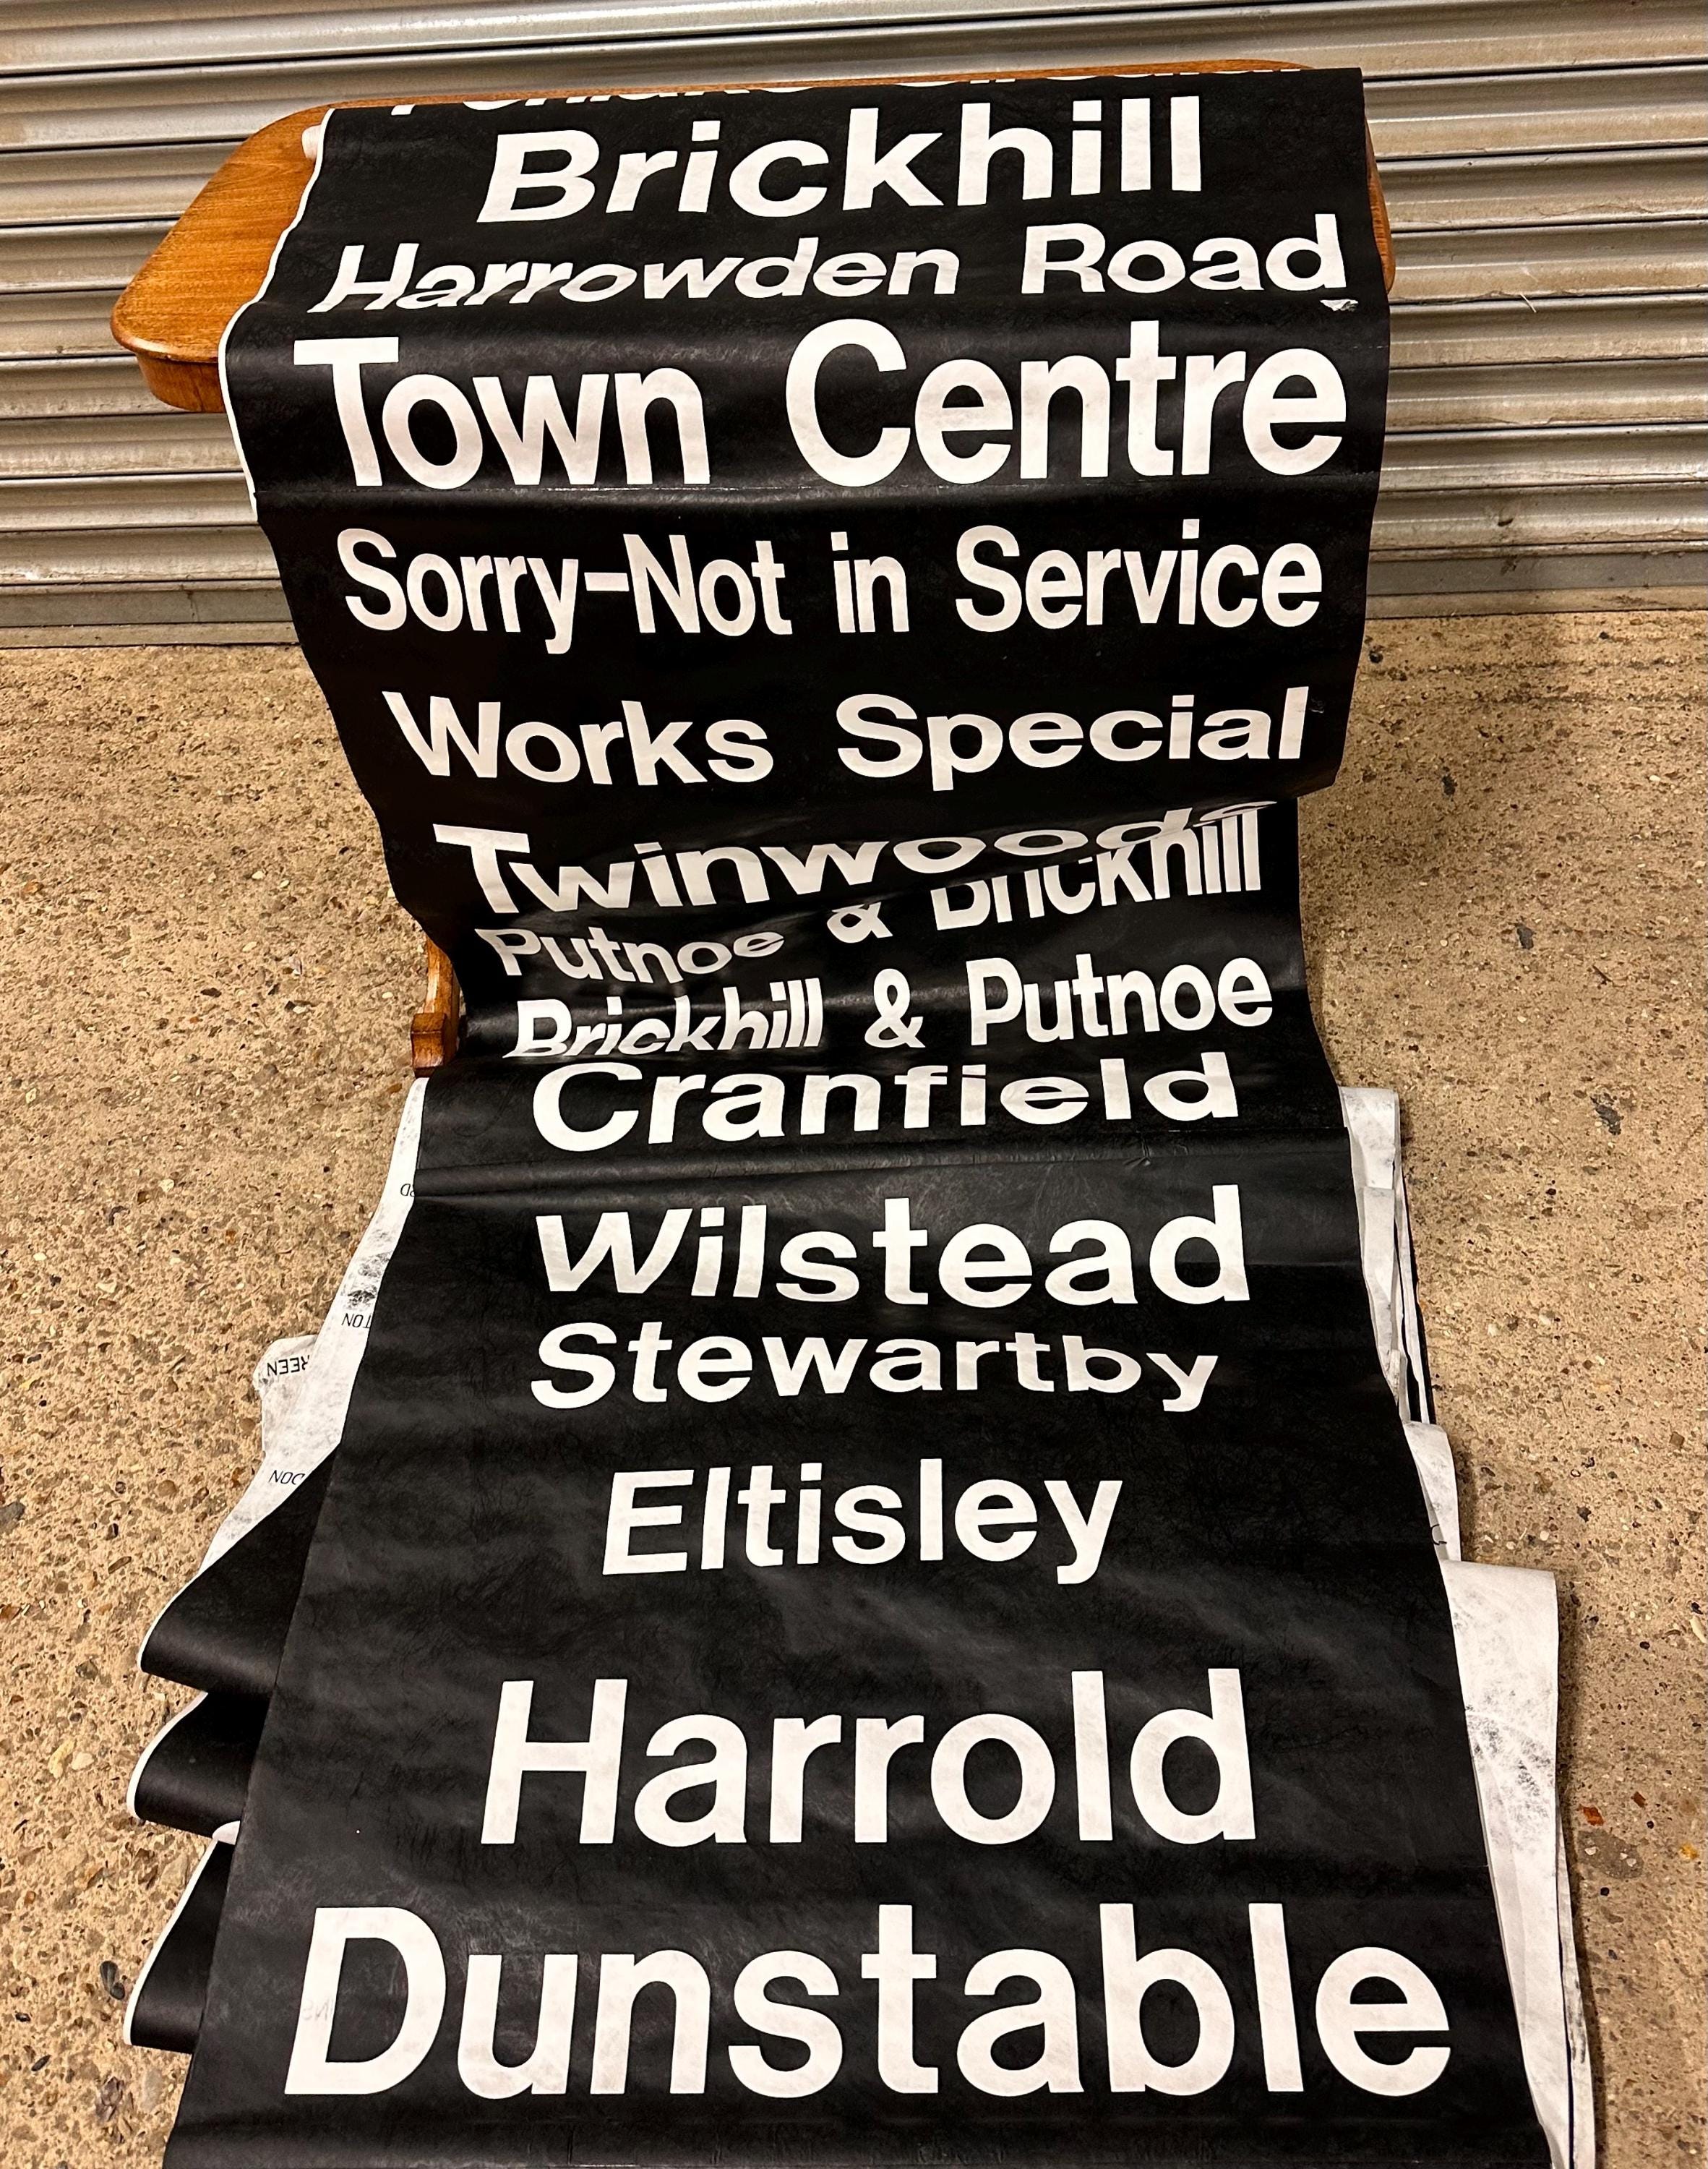 Brickhill
Harrowden Road
Town Centre
Sorry-Not in Service
Works Special
Twinwoods
Putnoe & Brickhill
Brickhill & Putnoe
Cranfield
Wilstead
Stewartby
Eltisley
Harrold
Dunstable